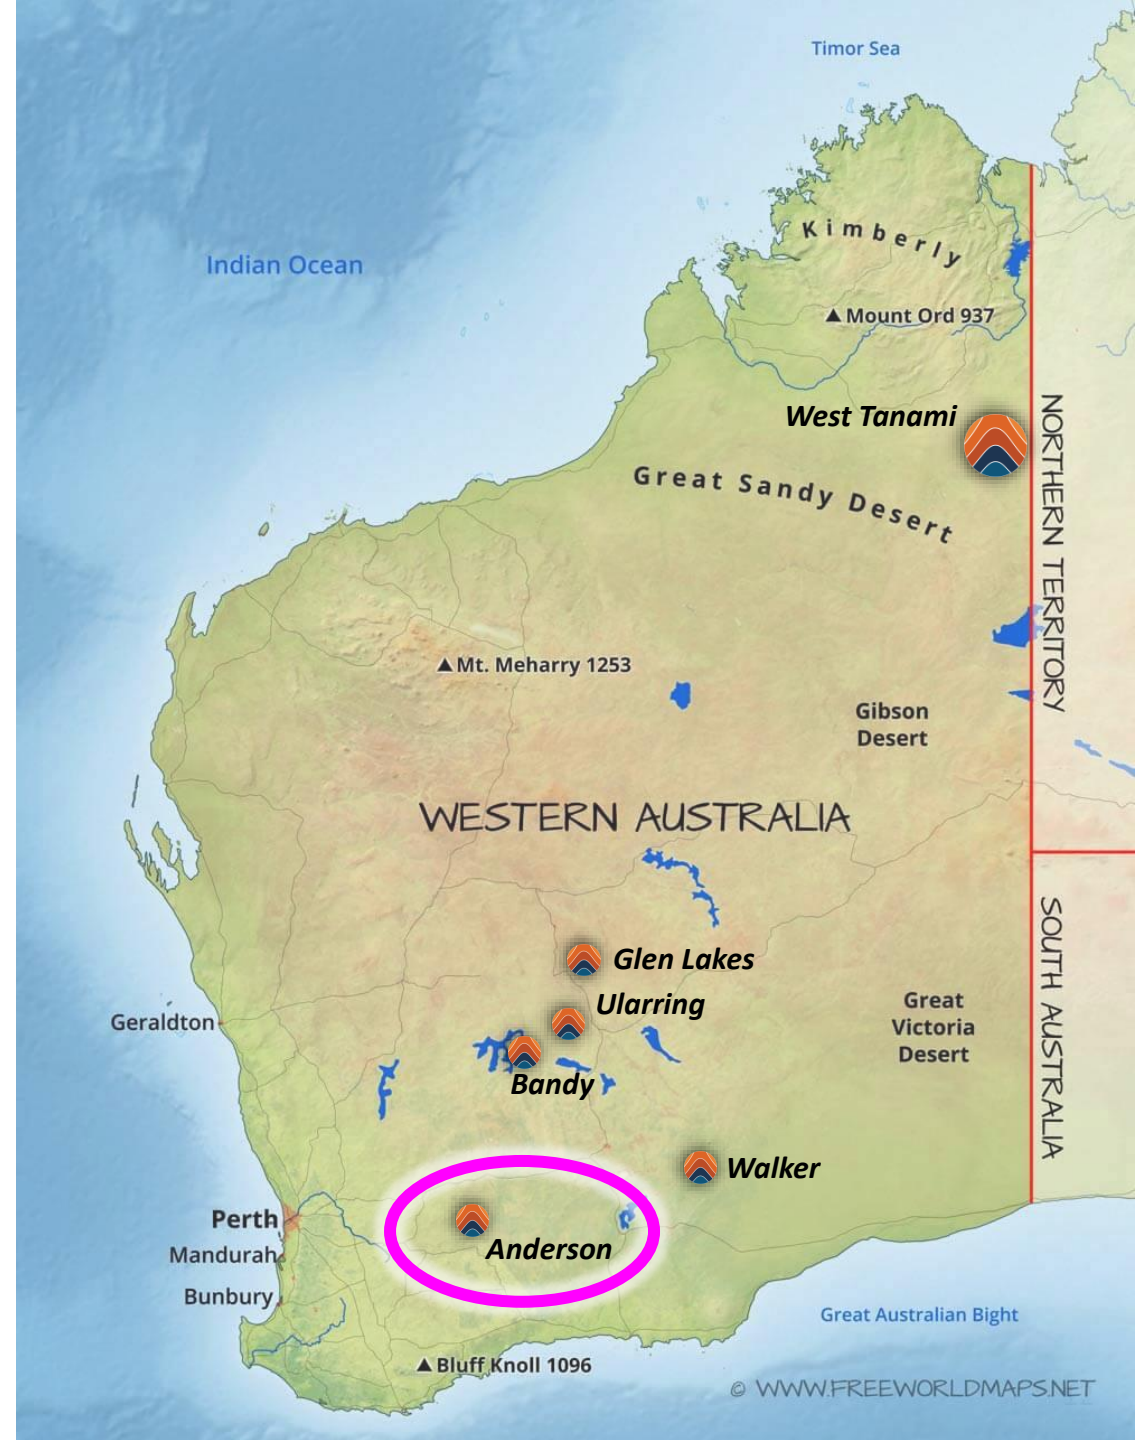 Timor Sea
Kimberly
Indian Ocean
Mount Ord 937
West Tanami
Great Sandy Desert
NORTHERN TERRITORY
Mt. Meharry 1253
Gibson
Desert
WESTERN AUSTRALIA
SOUTH AUSTRALIA
Glen Lakes
Ularring
Geraldton
Great
Victoria
Desert
Bandy
Walker
Perth
Anderson
Mandurah
Bunbury
Great Australian Bight
Bluff Knoll 1096
© WWW.FREEWORLDMAPS.NET